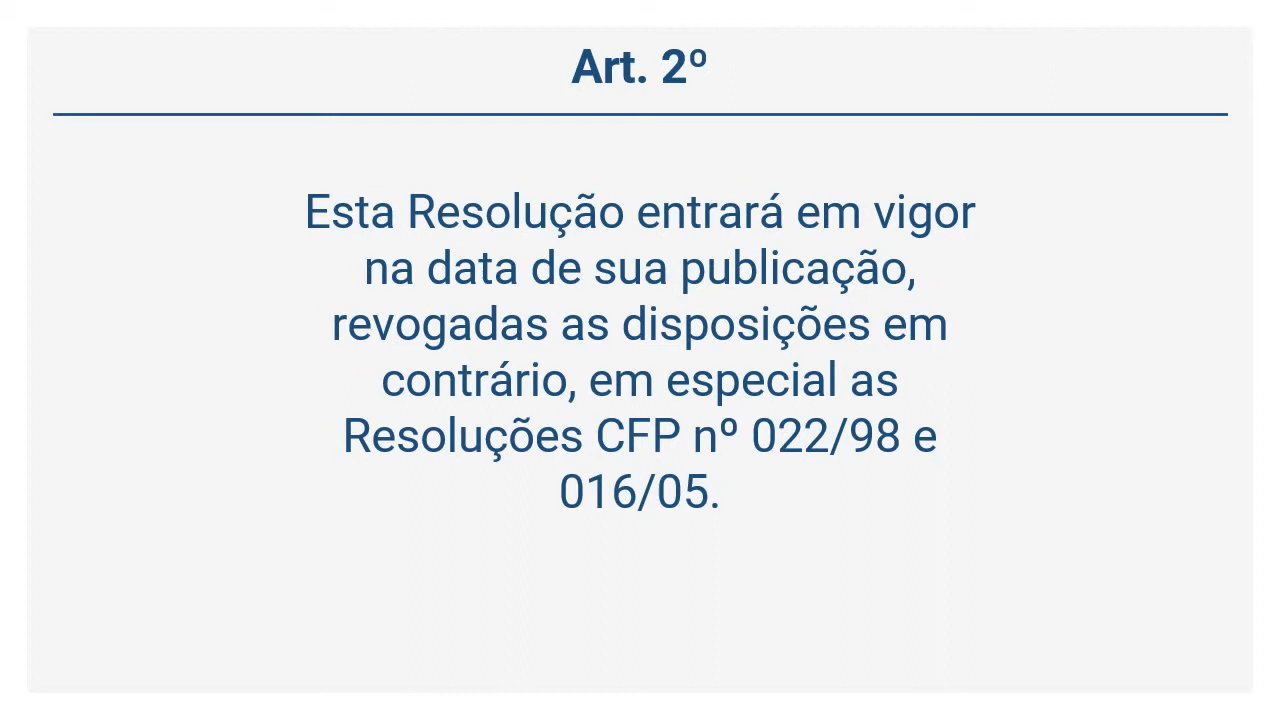 Art. 2º
Esta Resolução entrará em vigor
na data de sua publicação,
revogadas as disposições em
contrário, em especial as
Resoluções CFP nº 022/98 e
016/05.